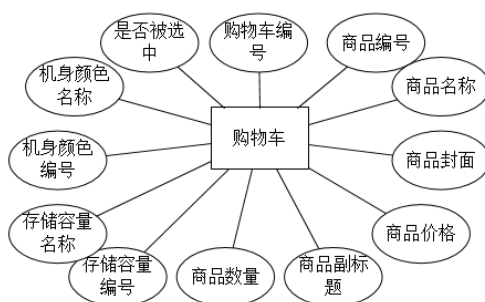 是否被选
中
购物车编
号
商品编号
机身颜色
名称
商品名称
购物车
机身颜色
编号
商品封面
存储容量
名称
商品价格
存储容量
编号
商品数量
商品副标
题